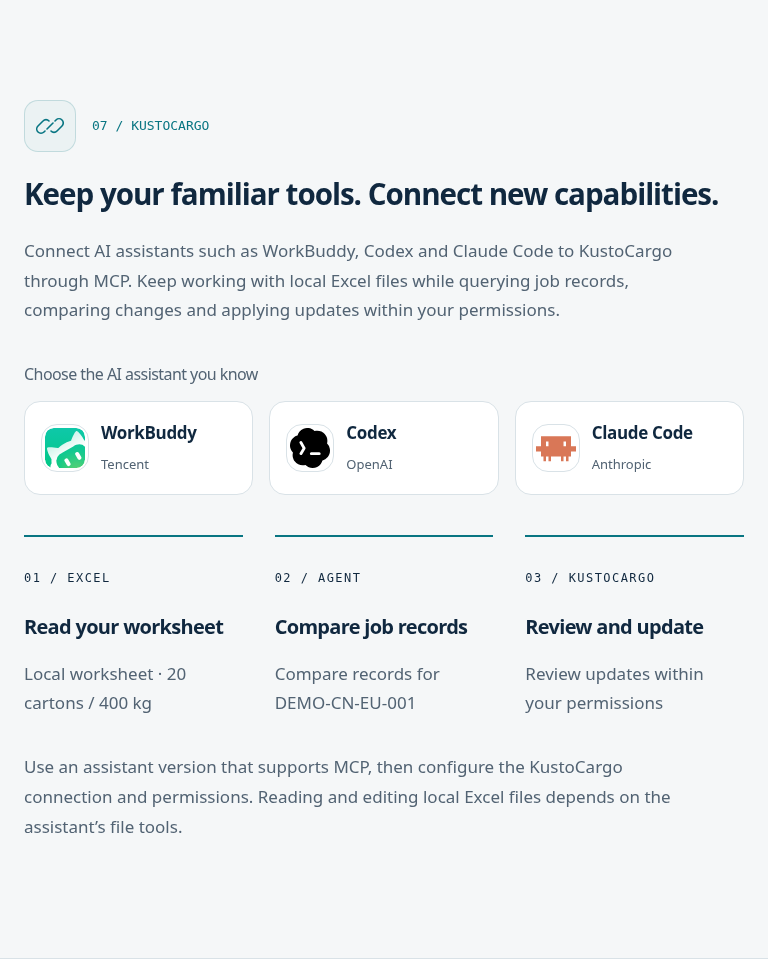 07 / KUSTOCARGO
Keep your familiar tools. Connect new capabilities.
Connect AI assistants such as WorkBuddy, Codex and Claude Code to KustoCargo
through MCP. Keep working with local Excel files while querying job records,
comparing changes and applying updates within your permissions.
Choose the AI assistant you know
WorkBuddy
Tencent
Codex
OpenAI
Claude Code
Anthropic
01 / EXCEL
Read your worksheet
Local worksheet · 20
cartons / 400 kg
02 / AGENT
Compare job records
Compare records for
DEMO-CN-EU-001
03 / KUSTOCARGO
Review and update
Review updates within
your permissions
Use an assistant version that supports MCP, then configure the KustoCargo
connection and permissions. Reading and editing local Excel files depends on the
assistant’s file tools.